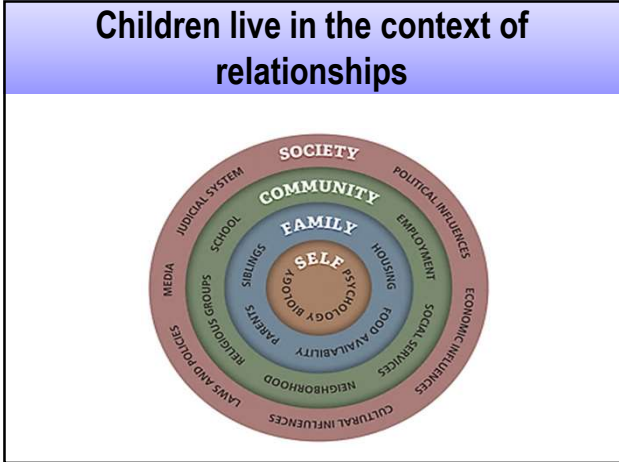 Children live in the context of
relationships
SOCIETY
JUDICIAL SYSTEM
POLITICAL INFLUENCES
MEDIA
ECONOMIC INFLUENCES
LAWS AND POLICIES
CULTURAL INFLUENCES
COMMUNITY
SCHOOL
EMPLOYMENT
RELIGIOUS GROUPS
SOCIAL SERVICES
NEIGHBORHOOD
FAMILY
SIBLINGS
HOUSING
PARENTS
FOOD AVAILABILITY
SELF
BIOLOGY
PSYCHOLOGY